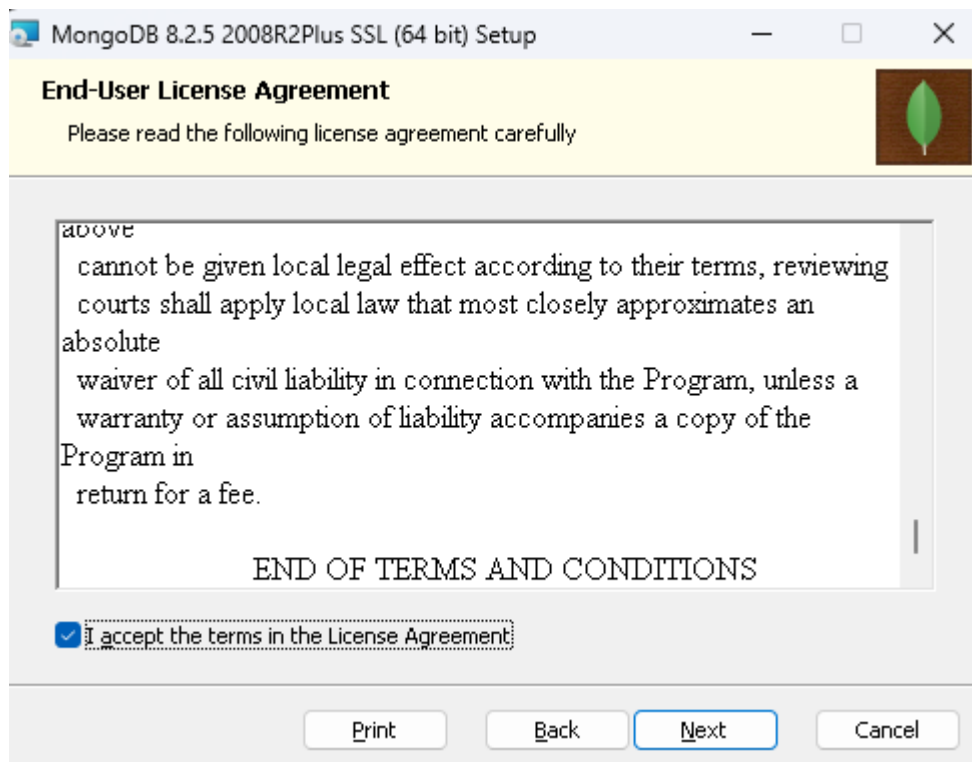 MongoDB 8.2.5 2008R2Plus SSL (64 bit) Setup
End-User License Agreement
Please read the following license agreement carefully
above
cannot be given local legal effect according to their terms, reviewing
courts shall apply local law that most closely approximates an
absolute
waiver of all civil liability in connection with the Program, unless a
warranty or assumption of liability accompanies a copy of the
Program in
return for a fee.
END OF TERMS AND CONDITIONS
I accept the terms in the License Agreement
Print Back Next Cancel